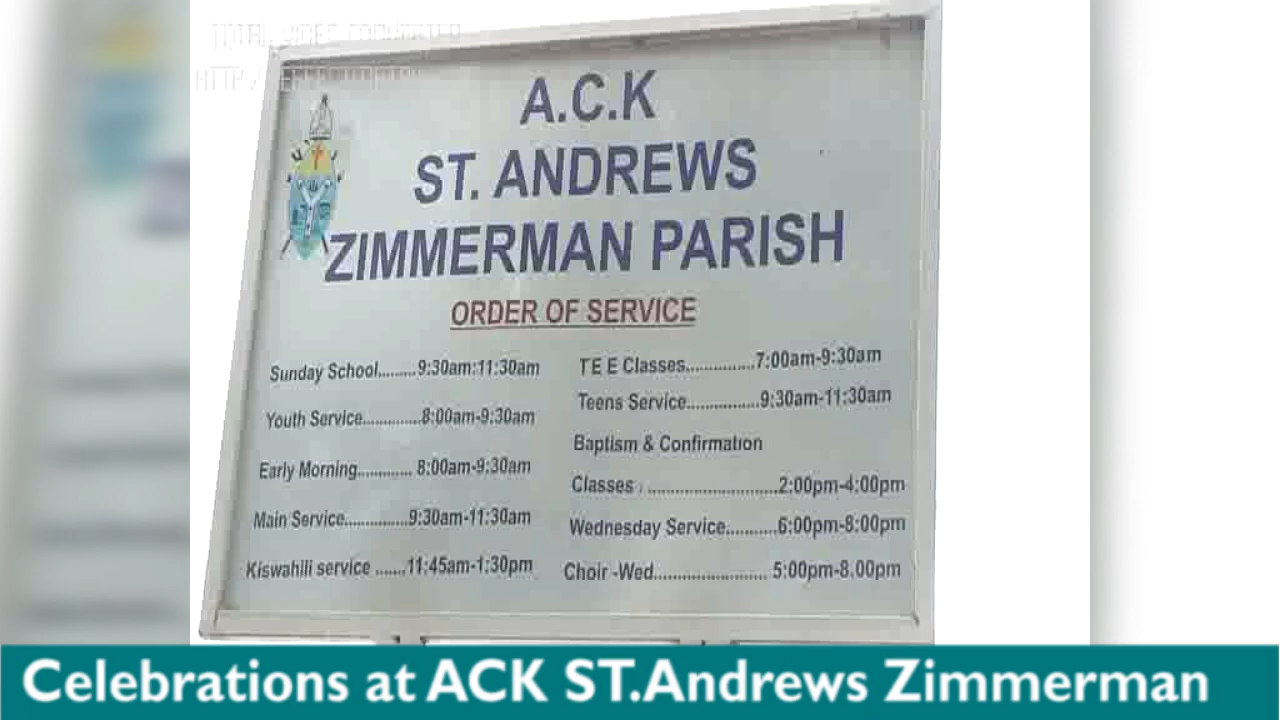 A.C.K
ST. ANDREWS
ZIMMERMAN PARISH
ORDER OF SERVICE
Sunday School........9:30am:11:30am
Youth Service.............8:00am-9:30am
Early Morning............ 8:00am-9:30am
Main Service..............9:30am-11:30am
Kiswahili service .......11:45am-1:30pm
TE E Classes...............7:00am-9:30am
Teens Service................9:30am-11:30am
Baptism & Confirmation
Classes : ............................2:00pm-4:00pm
Wednesday Service...........6:00pm-8:00pm
Choir -Wed......................... 5:00pm-8.00pm
Celebrations at ACK ST.Andrews Zimmerman